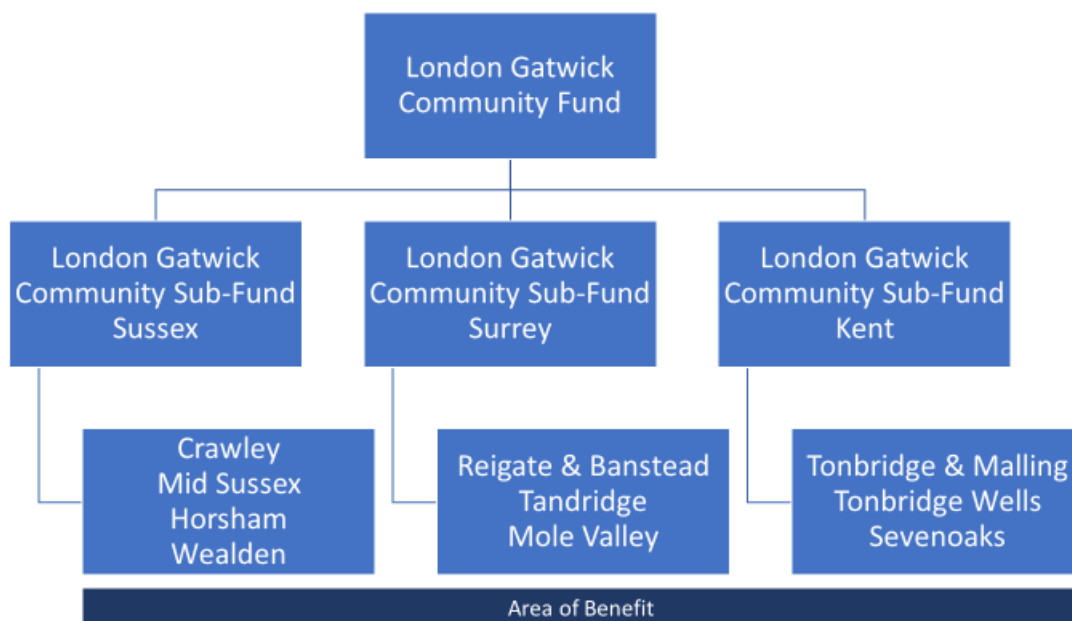 London Gatwick
Community Fund
London Gatwick
Community Sub-Fund
Sussex
London Gatwick
Community Sub-Fund
Surrey
London Gatwick
Community Sub-Fund
Kent
Crawley
Mid Sussex
Horsham
Wealden
Reigate & Banstead
Tandridge
Mole Valley
Tonbridge & Malling
Tonbridge Wells
Sevenoaks
Area of Benefit